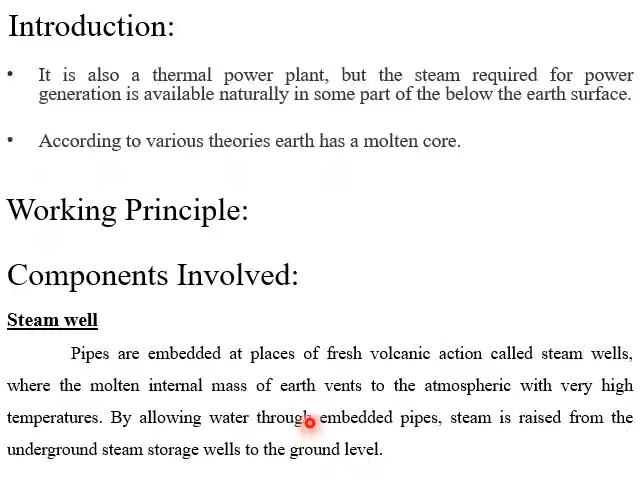 Introduction:
• It is also a thermal power plant, but the steam required for power
generation is available naturally in some part of the below the earth surface.
• According to various theories earth has a molten core.
Working Principle:
Components Involved:
Steam well
Pipes are embedded at places of fresh volcanic action called steam wells,
where the molten internal mass of earth vents to the atmospheric with very high
temperatures. By allowing water through embedded pipes, steam is raised from the
underground steam storage wells to the ground level.